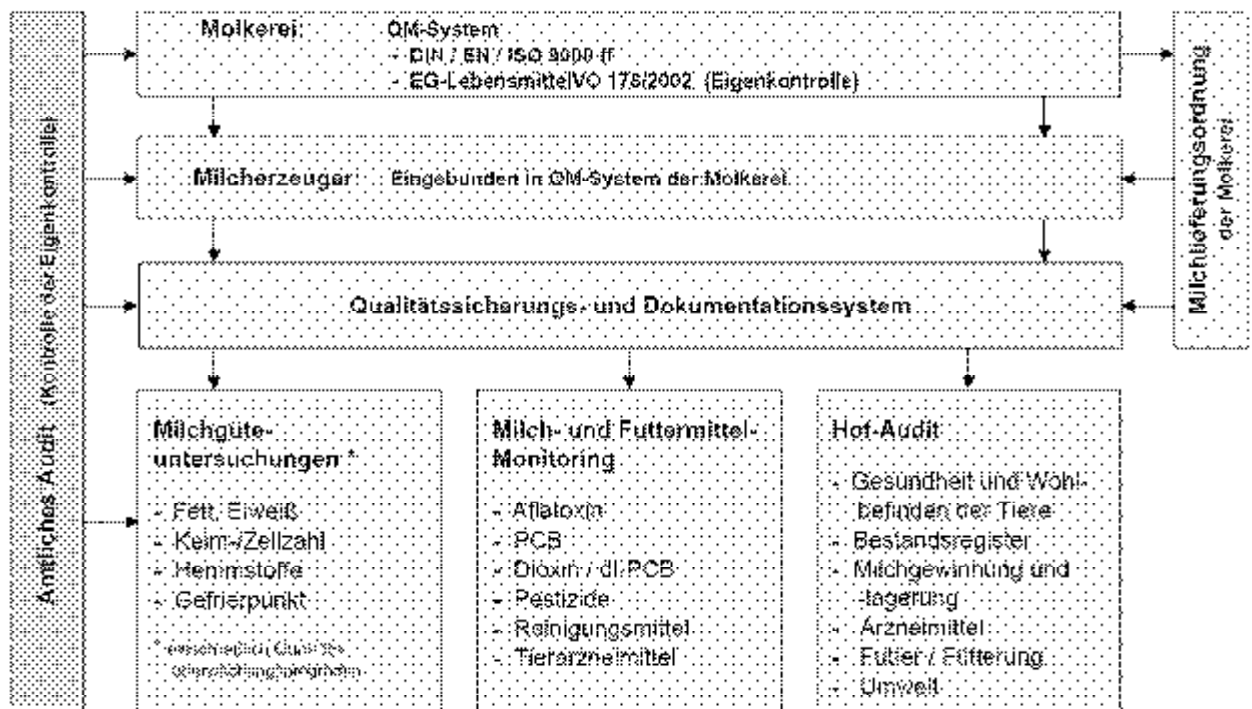 Amtliches Audit (Kontrolle der Eigenkontrolle)
Molkerei: QM-System
- DIN / EN / ISO 9000 ff
- EG-LebensmittelVO 178/2002 (Eigenkontrolle)
Milcherzeuger: Eingebunden in QM-System der Molkerei
Qualitätssicherungs- und Dokumentationssystem
Milchlieferungsordnung
der Molkerei
Milchgüte-
untersuchungen *
- Fett, Eiweiß
- Keim-/Zellzahl
- Hemmstoffe
- Gefrierpunkt
Milch- und Futtermittel-
Monitoring
- Aflatoxin
- PCB
- Dioxin / dl-PCB
- Pestizide
- Reinigungsmittel
- Tierarzneimittel
Hof-Audit
- Gesundheit und Wohl-
befinden der Tiere
- Bestandsregister
- Milchgewinnung und
-lagerung
- Arzneimittel
- Futter / Fütterung
- Umwelt